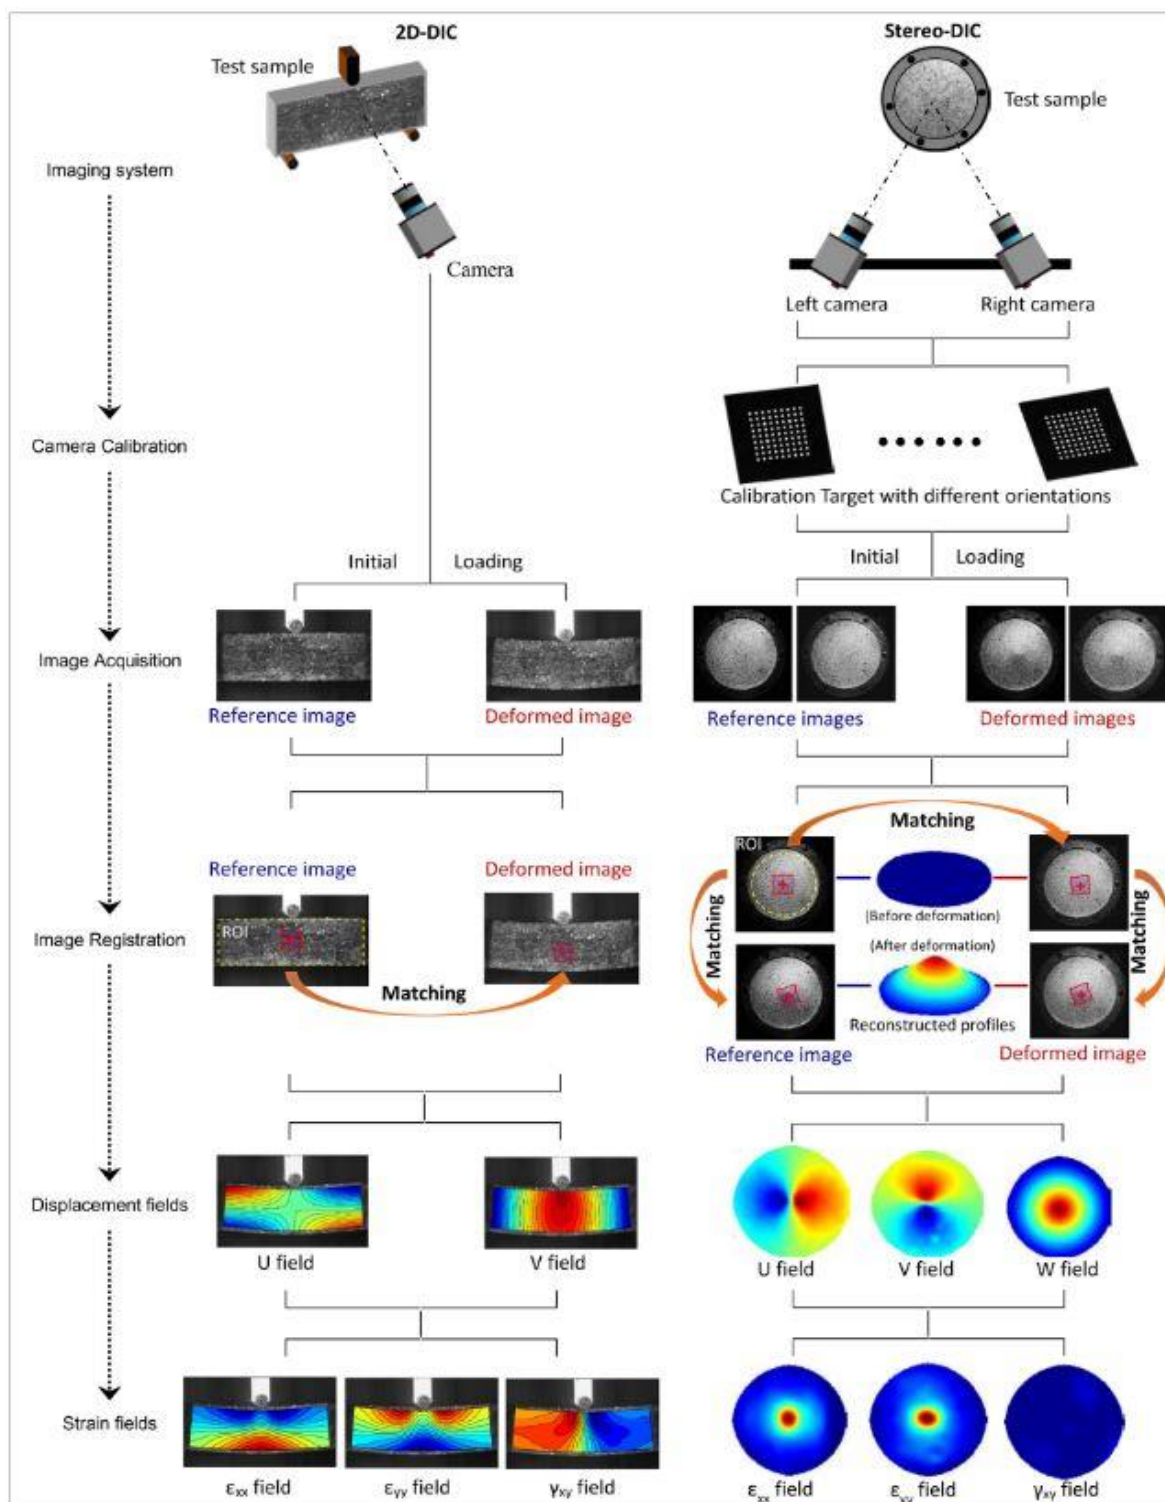 2D-DIC
Stereo-DIC
Test sample
Test sample
Imaging system
Camera
Left camera
Right camera
Camera Calibration
Calibration Target with different orientations
Initial
Loading
Initial
Loading
Image Acquisition
Reference image
Deformed image
Reference images
Deformed images
Matching
Reference image
Deformed image
ROI
ROI
(Before deformation)
Matching
Matching
Image Registration
(After deformation)
Matching
Reconstructed profiles
Reference image
Deformed image
Displacement fields
U field
V field
U field
V field
W field
Strain fields
εxx field
εyy field
γxy field
εxx field
εyy field
γxy field